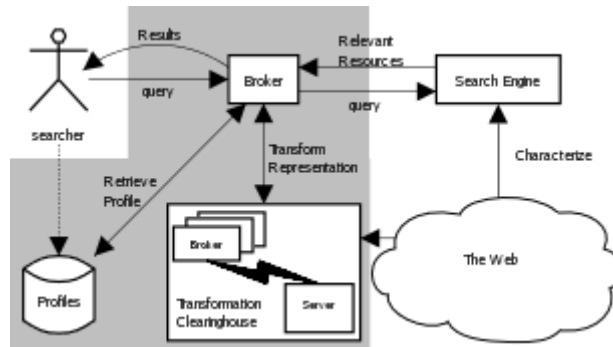 Results
Relevant
Resources
Broker
Search Engine
query
query
searcher
Transform
Representation
Characterize
Retrieve
Profile
Broker
The Web
Profiles
Transformation
Clearinghouse
Server